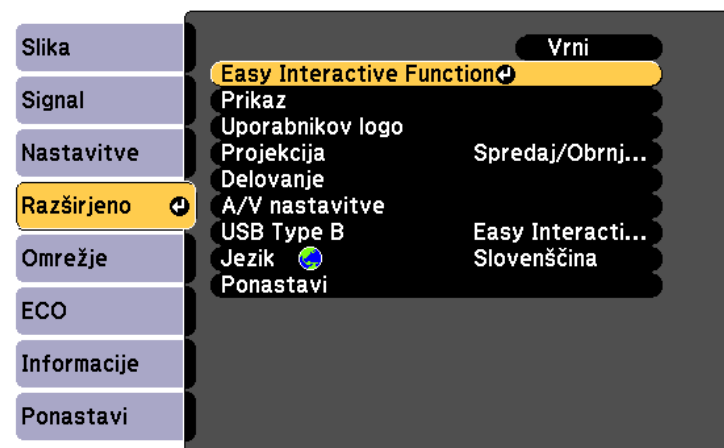 Slika
Signal
Nastavitve
Razširjeno
Omrežje
ECO
Informacije
Ponastavi
Vrni
Easy Interactive Function
Prikaz
Uporabnikov logo
Projekcija Spredaj/Obrnj...
Delovanje
A/V nastavitve
USB Type B Easy Interacti...
Jezik Slovenščina
Ponastavi